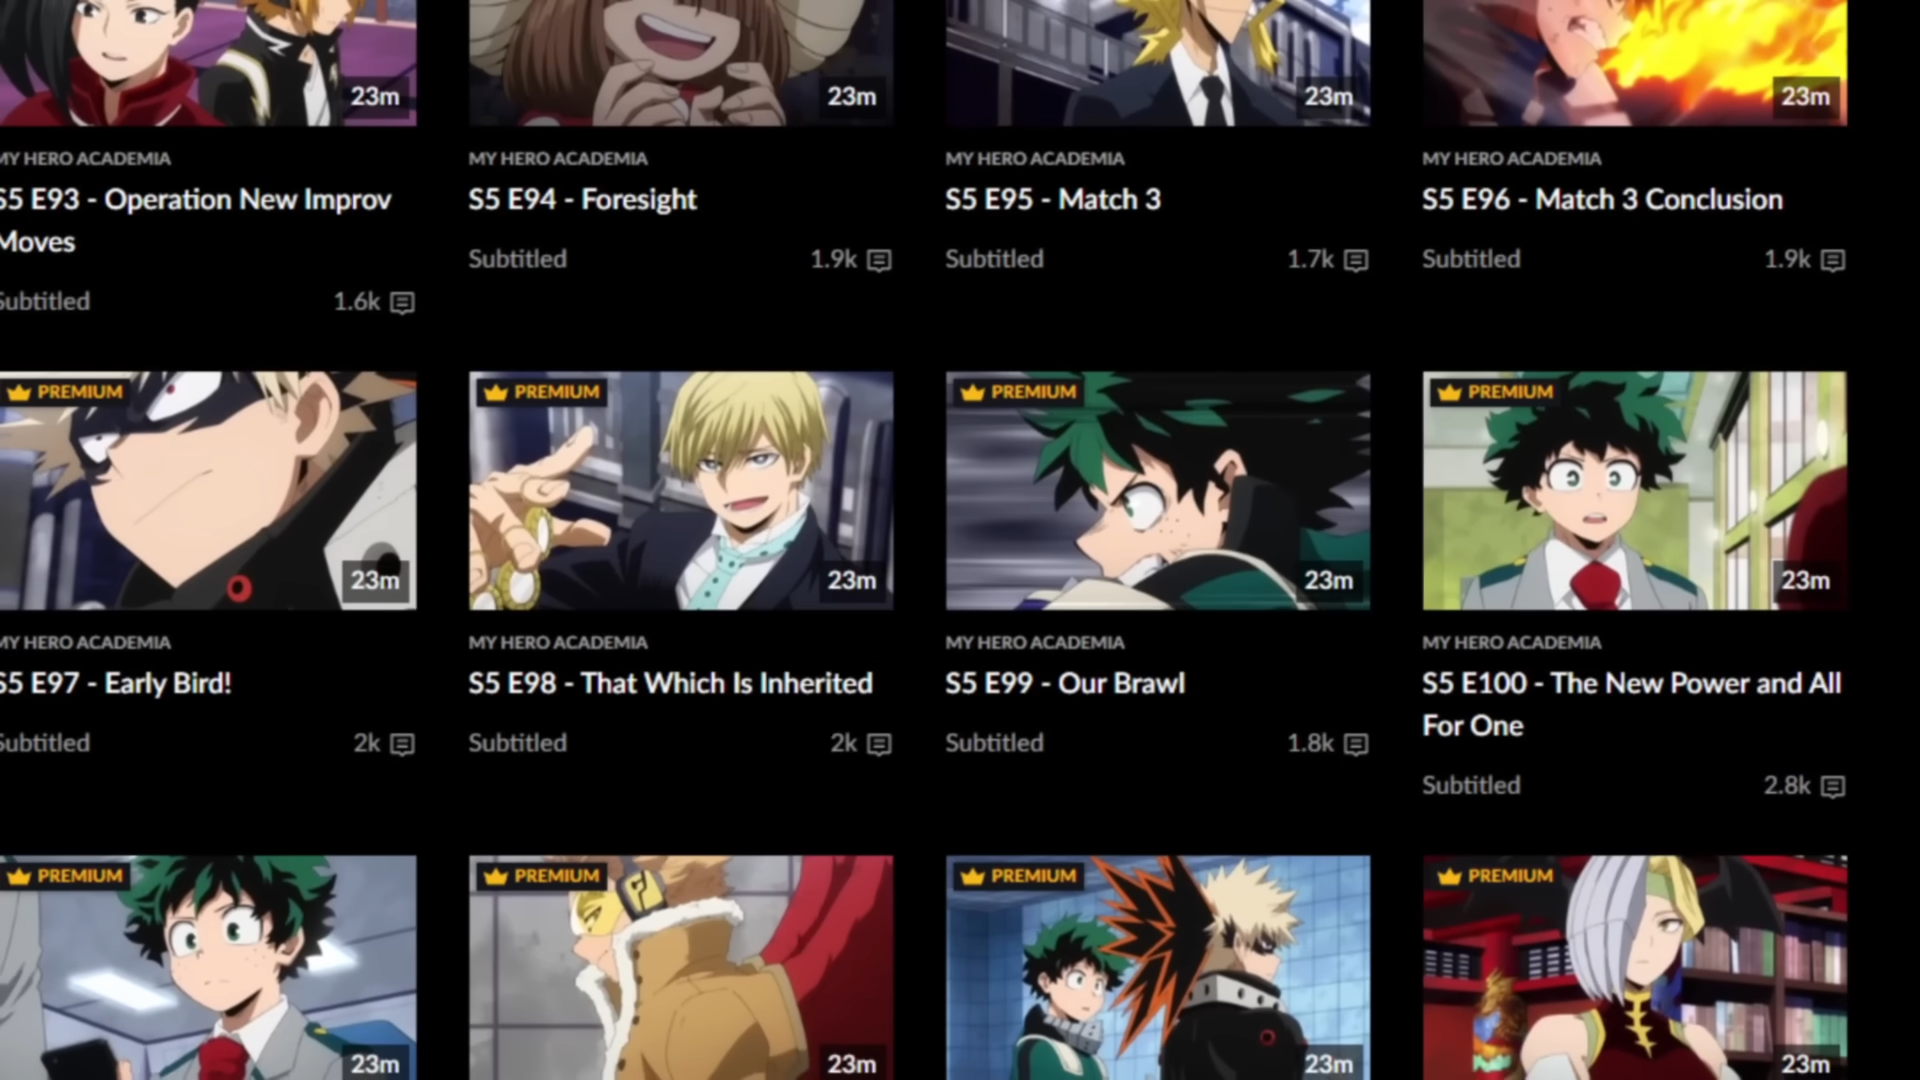 23m
23m
23m
23m
MY HERO ACADEMIA
MY HERO ACADEMIA
MY HERO ACADEMIA
MY HERO ACADEMIA
S5 E93 - Operation New Improv
Moves
S5 E94 - Foresight
S5 E95 - Match 3
S5 E96 - Match 3 Conclusion
Subtitled 1.6k
Subtitled 1.9k
Subtitled 1.7k
Subtitled 1.9k
PREMIUM
PREMIUM
PREMIUM
PREMIUM
23m
23m
23m
23m
MY HERO ACADEMIA
MY HERO ACADEMIA
MY HERO ACADEMIA
MY HERO ACADEMIA
S5 E97 - Early Bird!
S5 E98 - That Which Is Inherited
S5 E99 - Our Brawl
S5 E100 - The New Power and All
For One
Subtitled 2k
Subtitled 2k
Subtitled 1.8k
Subtitled 2.8k
PREMIUM
PREMIUM
PREMIUM
PREMIUM
23m
23m
23m
23m